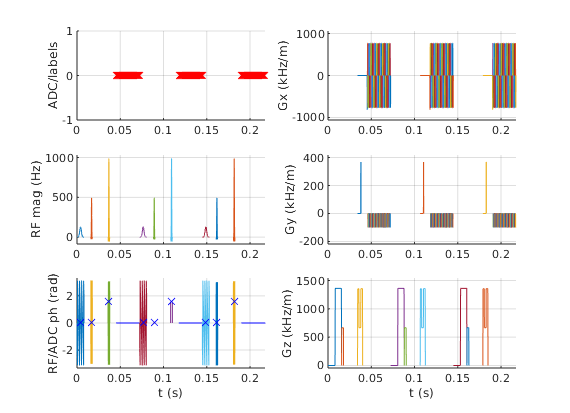 ADC/labels
1
0
-1
0 0.05 0.1 0.15 0.2
Gx (kHz/m)
1000
0
-1000
0 0.05 0.1 0.15 0.2
RF mag (Hz)
1000
500
0
0 0.05 0.1 0.15 0.2
Gy (kHz/m)
400
200
0
-200
0 0.05 0.1 0.15 0.2
RF/ADC ph (rad)
2
0
-2
0 0.05 0.1 0.15 0.2
t (s)
Gz (kHz/m)
1500
1000
500
0
0 0.05 0.1 0.15 0.2
t (s)